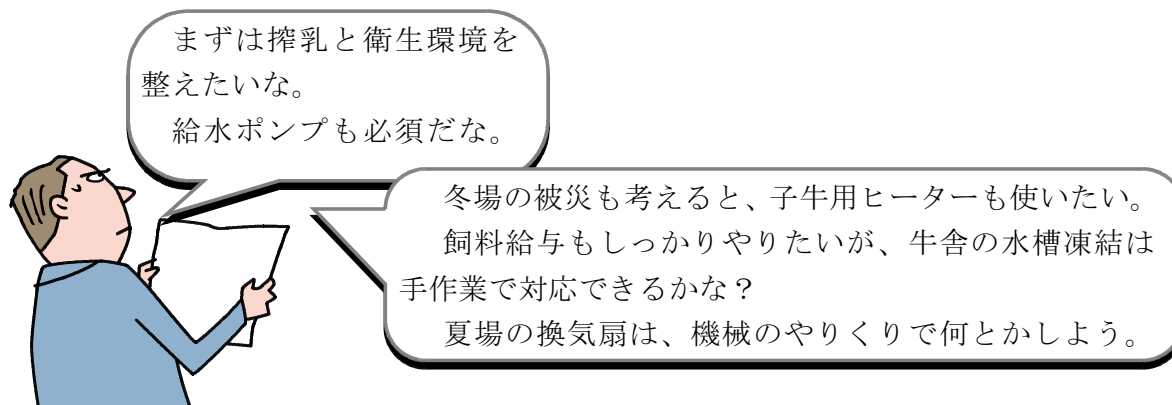 まずは搾乳と衛生環境を
整えたいな。
給水ポンプも必須だな。
冬場の被災も考えると、子牛用ヒーターも使いたい。
飼料給与もしっかりやりたいが、牛舎の水槽凍結は
手作業で対応できるかな？
夏場の換気扇は、機械のやりくりで何とかしよう。